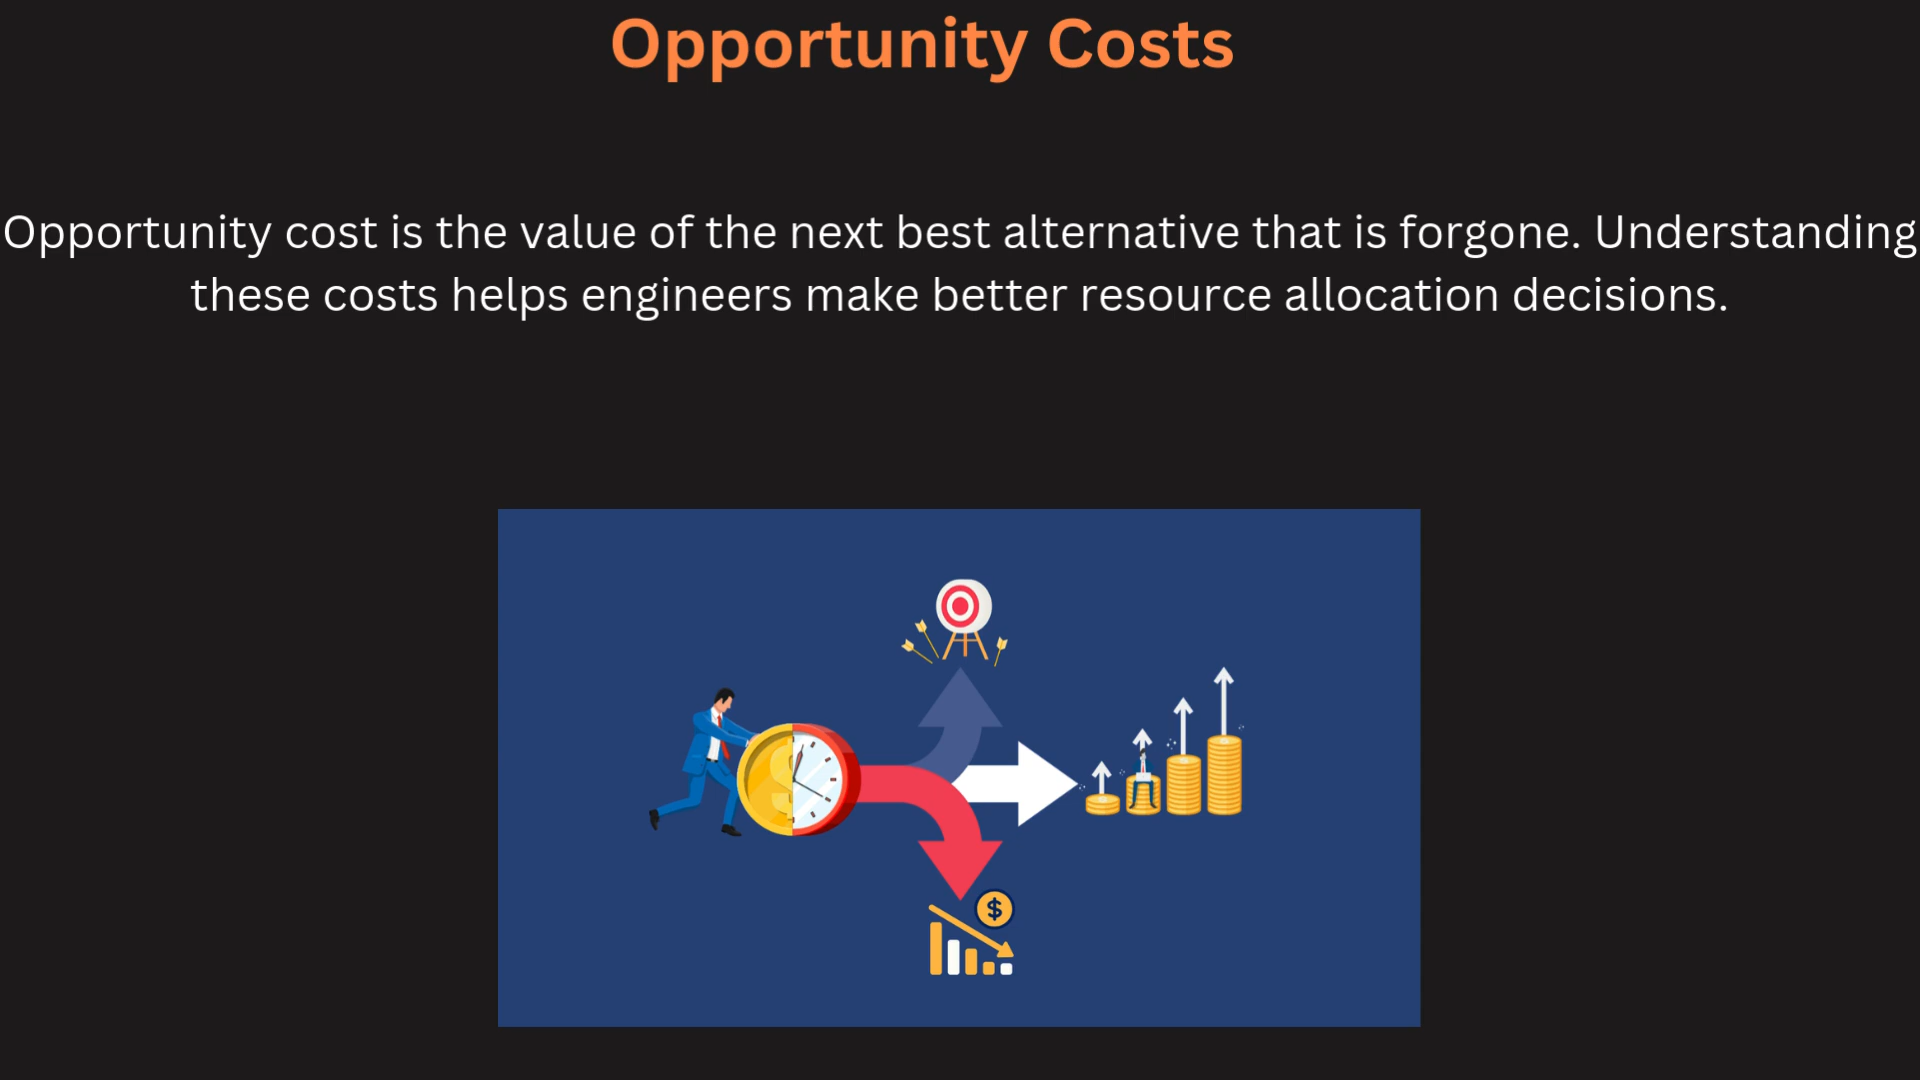 Opportunity Costs
Opportunity cost is the value of the next best alternative that is forgone. Understanding
these costs helps engineers make better resource allocation decisions.
$
$